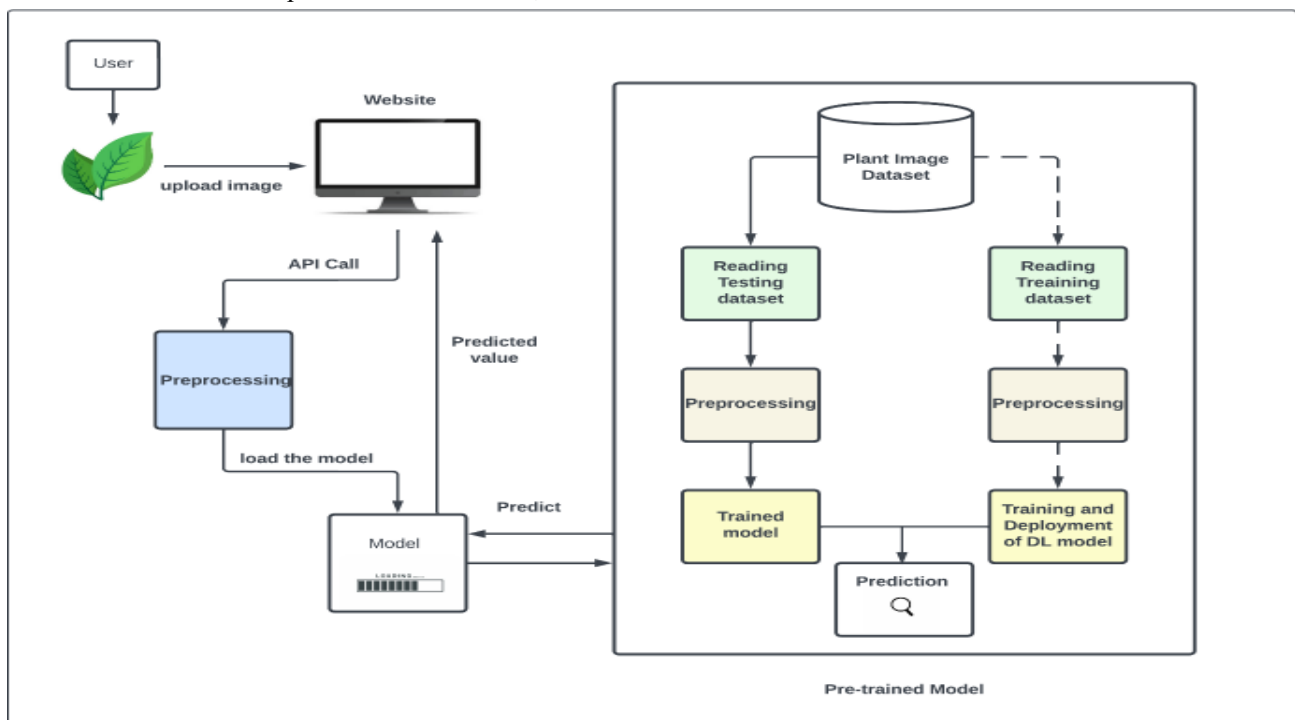 User
Website
upload image
API Call
Preprocessing
load the model
Predicted
value
Model
LOADING....
Predict
Plant Image
Dataset
Reading
Testing
dataset
Reading
Treaining
dataset
Preprocessing
Preprocessing
Trained
model
Training and
Deployment
of DL model
Prediction
Pre-trained Model